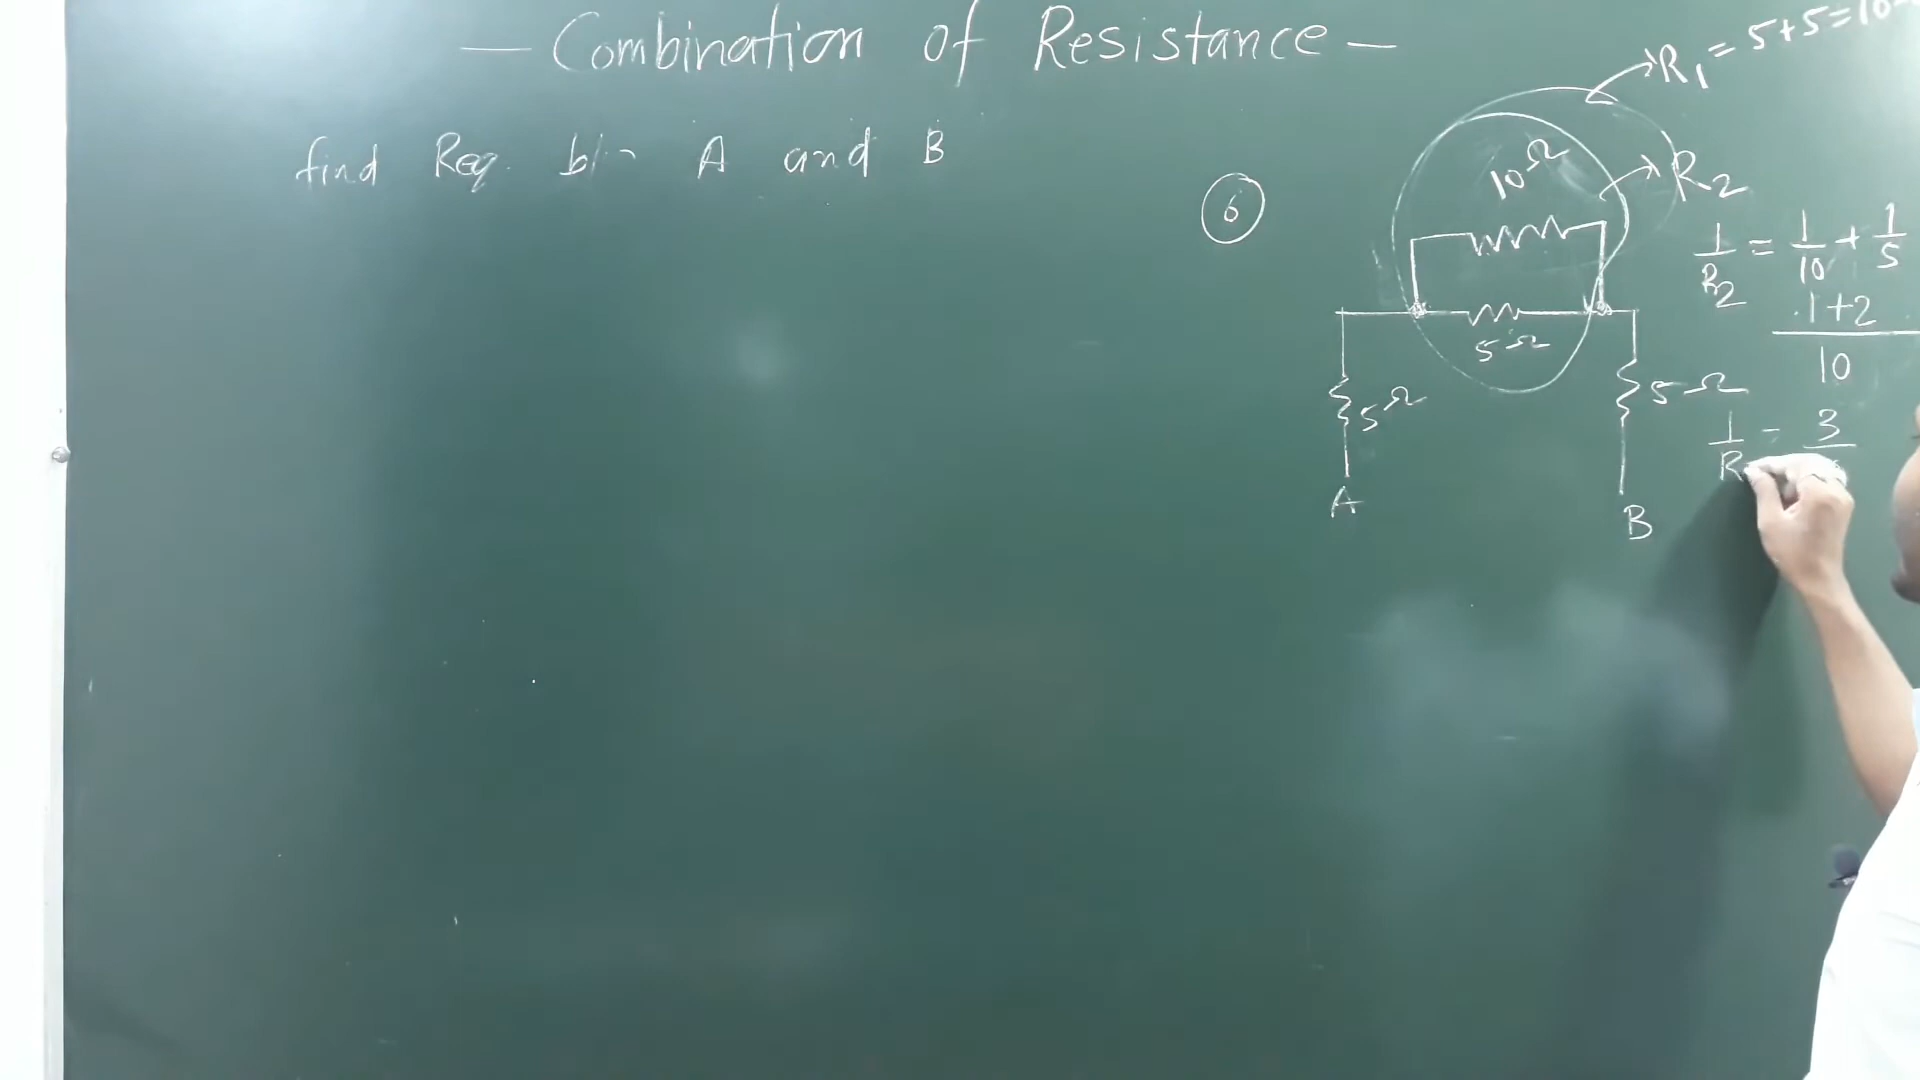 — Combination of Resistance —
R₁ = 5+5=10
find Req. b/n A and B
10Ω
R₂
6
1/R₂ = 1/10 + 1/5
1+2
10
5Ω
5Ω
5Ω
1/R = 3
A
B